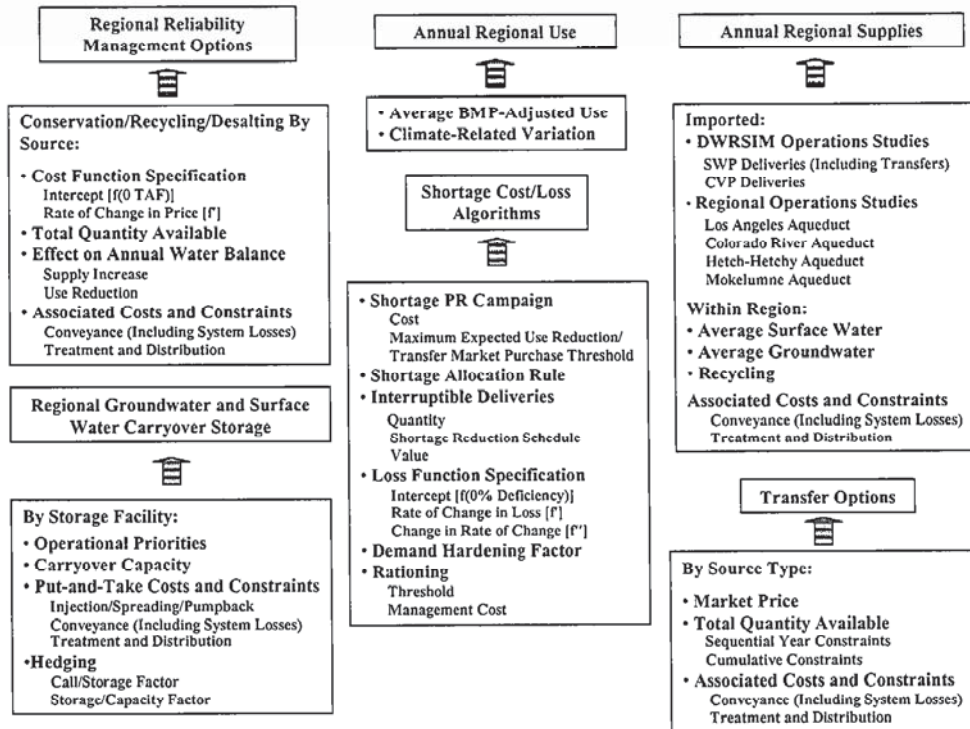 Regional Reliability
Management Options
Conservation/Recycling/Desalting By
Source:
• Cost Function Specification
Intercept [f(0 TAF)]
Rate of Change in Price [f']
• Total Quantity Available
• Effect on Annual Water Balance
Supply Increase
Use Reduction
• Associated Costs and Constraints
Conveyance (Including System Losses)
Treatment and Distribution
Regional Groundwater and Surface
Water Carryover Storage
By Storage Facility:
• Operational Priorities
• Carryover Capacity
• Put-and-Take Costs and Constraints
Injection/Spreading/Pumpback
Conveyance (Including System Losses)
Treatment and Distribution
•Hedging
Call/Storage Factor
Storage/Capacity Factor
Annual Regional Use
• Average BMP-Adjusted Use
• Climate-Related Variation
Shortage Cost/Loss
Algorithms
• Shortage PR Campaign
Cost
Maximum Expected Use Reduction/
Transfer Market Purchase Threshold
• Shortage Allocation Rule
• Interruptible Deliveries
Quantity
Shortage Reduction Schedule
Value
• Loss Function Specification
Intercept [f(0% Deficiency)]
Rate of Change in Loss [f']
Change in Rate of Change [f'']
• Demand Hardening Factor
• Rationing
Threshold
Management Cost
Annual Regional Supplies
Imported:
• DWRSIM Operations Studies
SWP Deliveries (Including Transfers)
CVP Deliveries
• Regional Operations Studies
Los Angeles Aqueduct
Colorado River Aqueduct
Hetch-Hetchy Aqueduct
Mokelumne Aqueduct
Within Region:
• Average Surface Water
• Average Groundwater
• Recycling
Associated Costs and Constraints
Conveyance (Including System Losses)
Treatment and Distribution
Transfer Options
By Source Type:
• Market Price
• Total Quantity Available
Sequential Year Constraints
Cumulative Constraints
• Associated Costs and Constraints
Conveyance (Including System Losses)
Treatment and Distribution